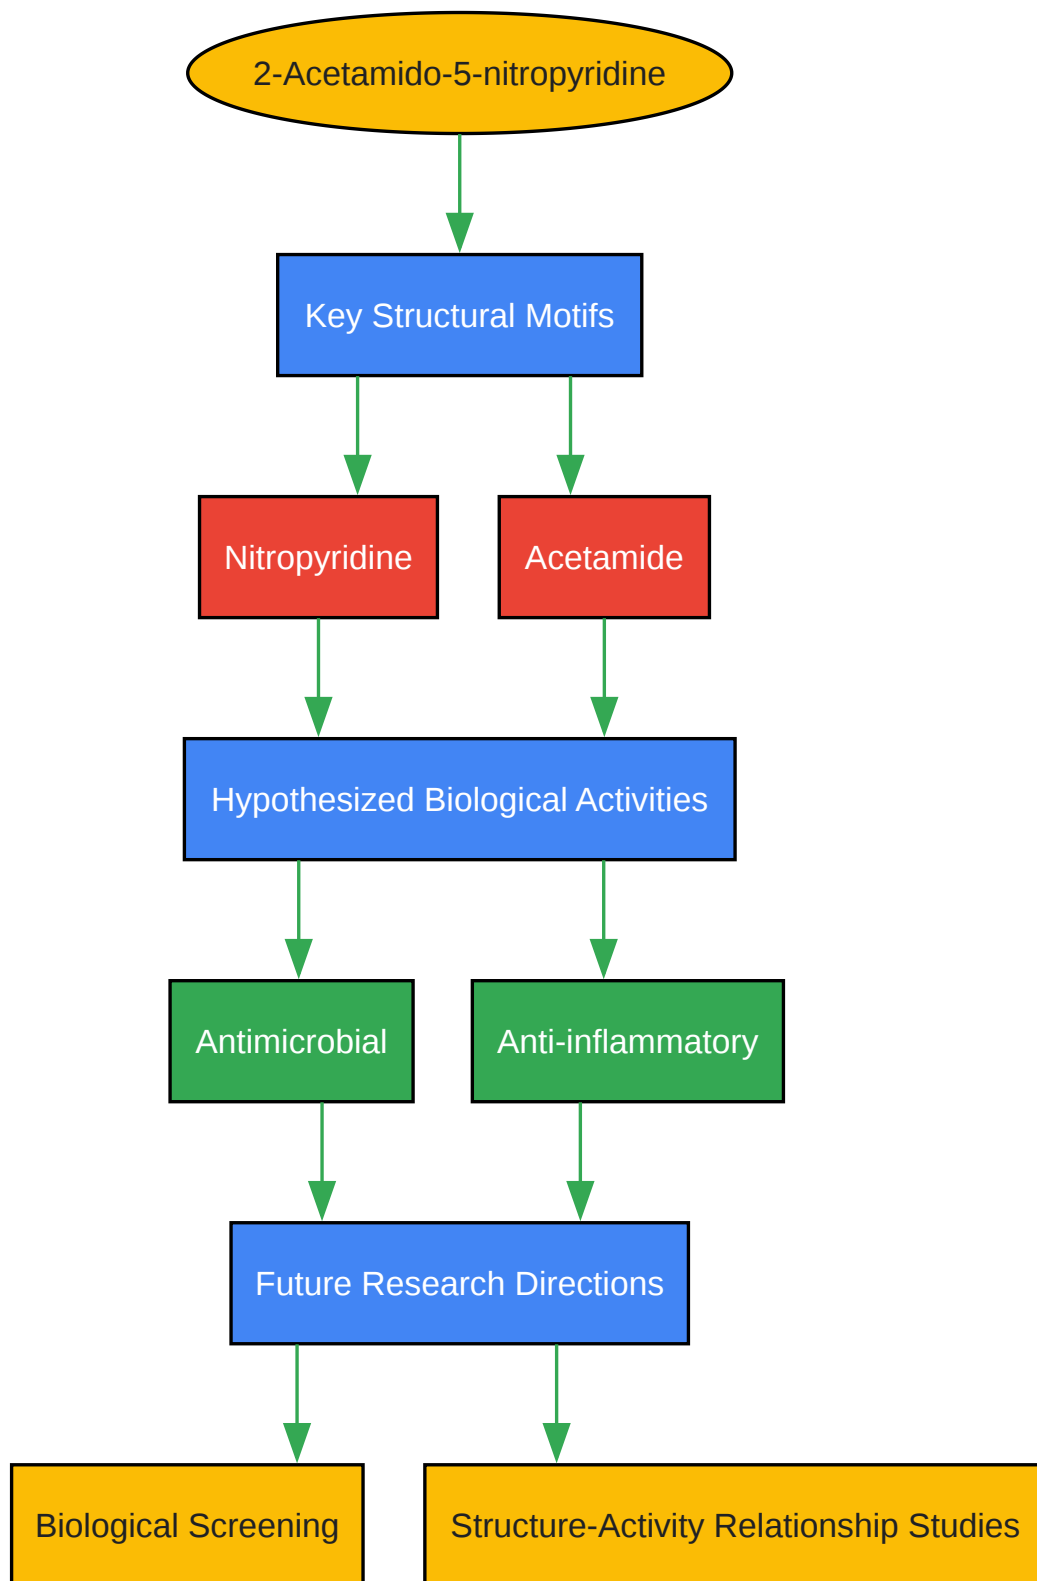 2-Acetamido-5-nitropyridine
Key Structural Motifs
Nitropyridine
Acetamide
Hypothesized Biological Activities
Antimicrobial
Anti-inflammatory
Future Research Directions
Biological Screening
Structure-Activity Relationship Studies